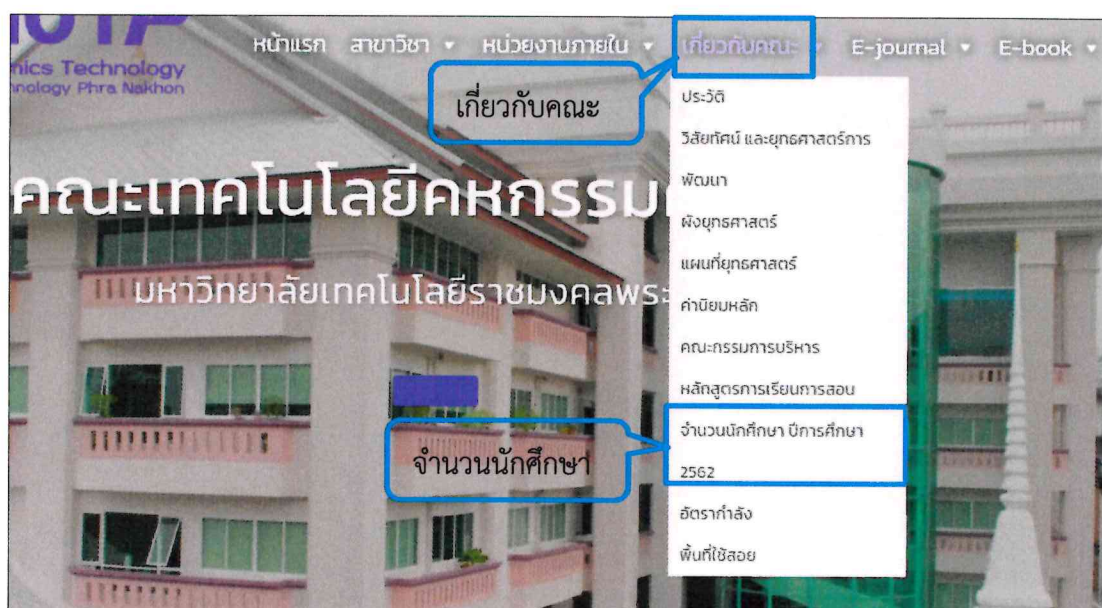 mics Technology
nology Phra Nakhon
หน้าแรก สาขาวิชา หน่วยงานภายใน เกี่ยวกับคณะ E-journal E-book
เกี่ยวกับคณะ
ประวัติ
วิสัยทัศน์ และยุทธศาสตร์การ
พัฒนา
ผังยุทธศาสตร์
แผนที่ยุทธศาสตร์
ค่านิยมหลัก
คณะกรรมการบริหาร
หลักสูตรการเรียนการสอน
จำนวนนักศึกษา ปีการศึกษา
2562
อัตรากำลัง
พื้นที่ใช้สอย
คณะเทคโนโลยีคหกรรม
มหาวิทยาลัยเทคโนโลยีราชมงคลพระ
จำนวนนักศึกษา